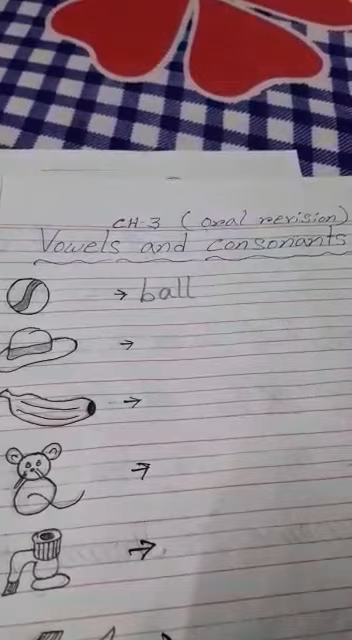 CH-3 (oral revision)
Vowels and consonants
→ ball
→
→
→
→